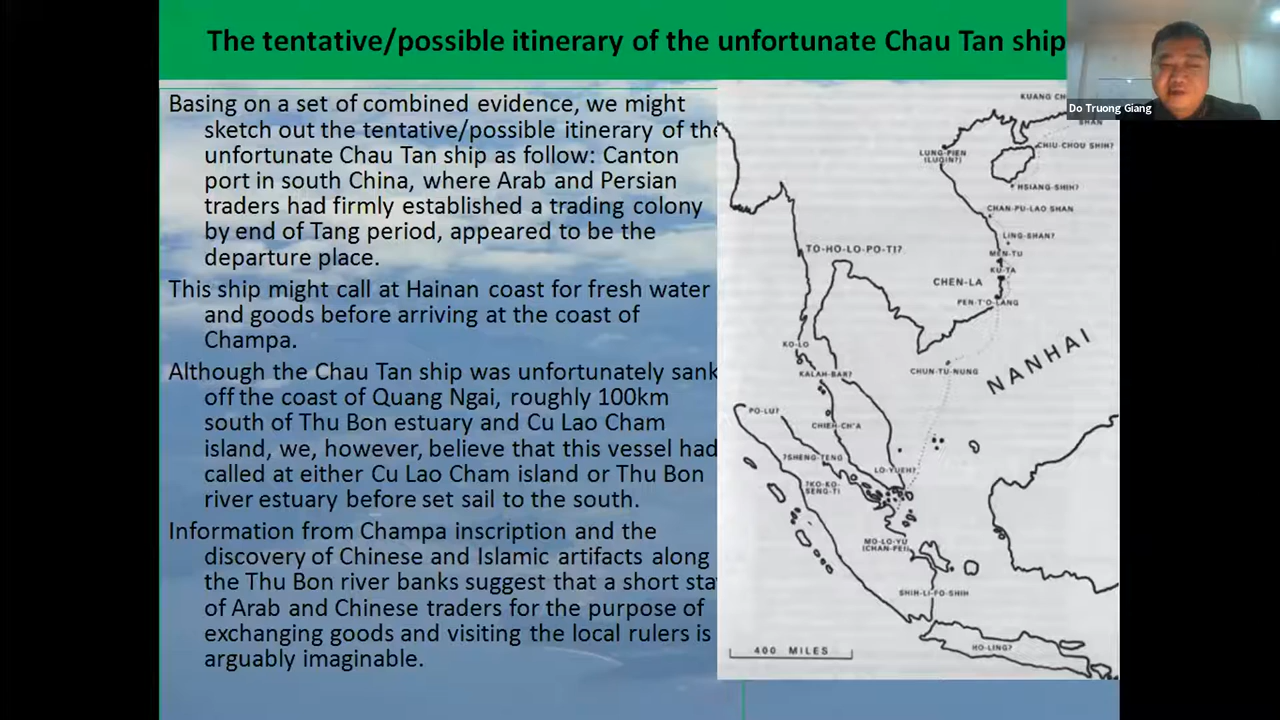 The tentative/possible itinerary of the unfortunate Chau Tan ship
Do Truong Giang
Basing on a set of combined evidence, we might
sketch out the tentative/possible itinerary of the
unfortunate Chau Tan ship as follow: Canton
port in south China, where Arab and Persian
traders had firmly established a trading colony
by end of Tang period, appeared to be the
departure place.
This ship might call at Hainan coast for fresh water
and goods before arriving at the coast of
Champa.
Although the Chau Tan ship was unfortunately sank
off the coast of Quang Ngai, roughly 100km
south of Thu Bon estuary and Cu Lao Cham
island, we, however, believe that this vessel had
called at either Cu Lao Cham island or Thu Bon
river estuary before set sail to the south.
Information from Champa inscription and the
discovery of Chinese and Islamic artifacts along
the Thu Bon river banks suggest that a short sta
of Arab and Chinese traders for the purpose of
exchanging goods and visiting the local rulers is
arguably imaginable.
KUANG CH
SHAN
CHIU-CHOU SHIH?
LUNG-PIEN
HSIANG-SHIH?
CHAN-PU-LAO SHAN
LING-SHAN?
TO-HO-LO-PO-TI?
MEN-TU
KU-TA
CHEN-LA
PEN-T'O-LANG
NANHAI
KO-LO
KALAH-BAR?
CHUN-TU-NUNG
PO-LU?
CHIEH-CH'A
?SHENG-TENG
LO-YUEH?
?KO-KO-
SENG-TI
MO-LO-YU
(CHAN-PEI)
SHIH-LI-FO-SHIH
HO-LING?
400 MILES